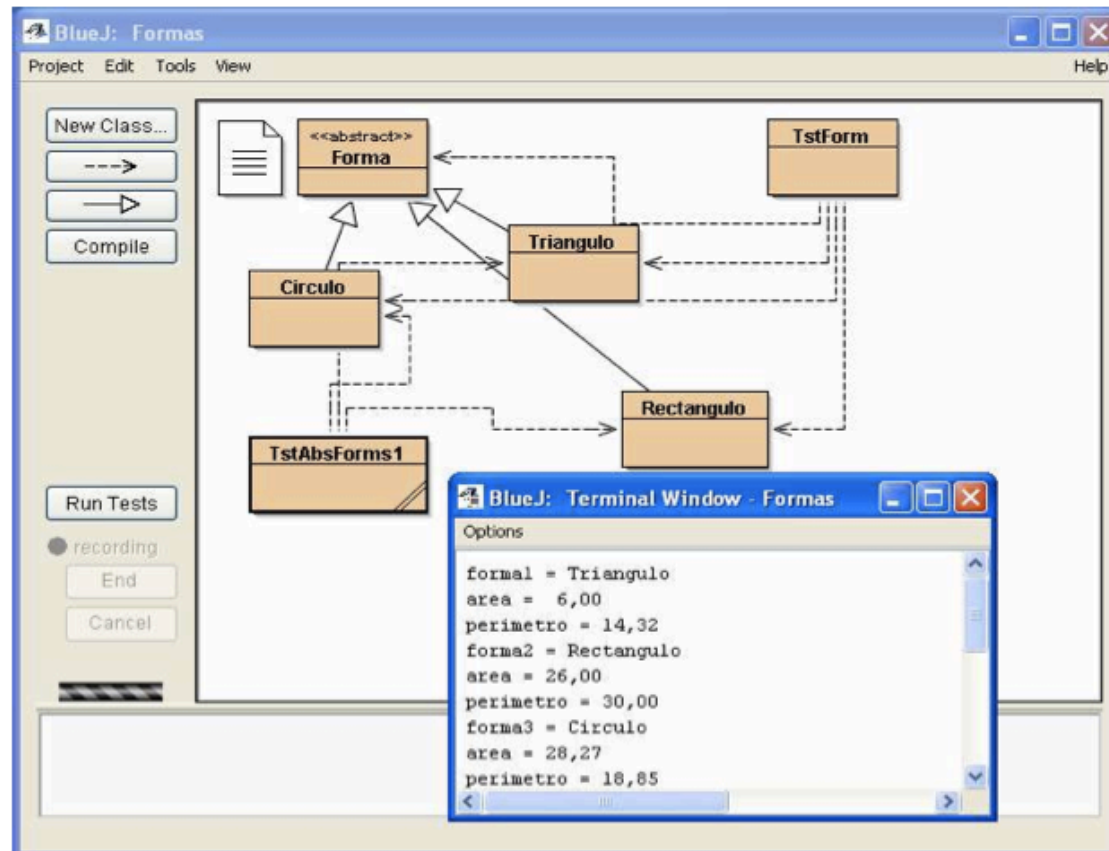 BlueJ: Formas
Project Edit Tools View Help
New Class...
Compile
<<abstract>>
Forma
TstForm
Triangulo
Circulo
Rectangulo
TstAbsForms1
Run Tests
recording
End
Cancel
BlueJ: Terminal Window - Formas
Options
forma1 = Triangulo
area =  6,00
perimetro = 14,32
forma2 = Rectangulo
area = 26,00
perimetro = 30,00
forma3 = Circulo
area = 28,27
perimetro = 18,85